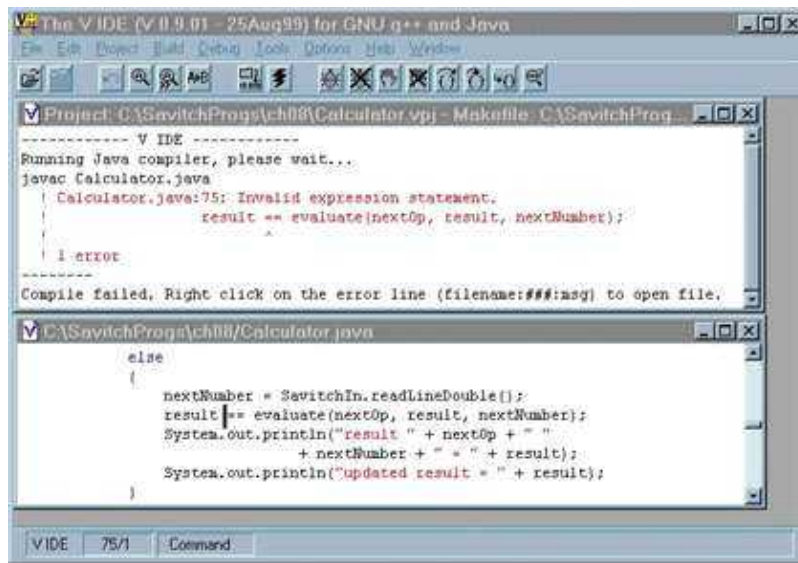 The V IDE (V 0.9.01 - 25Aug99) for GNU g++ and Java
File Edit Project Build Debug Tools Options Help Window
Project: C:\SavitchProgs\ch08\Calculator.vpj - Makefile: C:\SavitchProg...
------------ V IDE ------------
Running Java compiler, please wait...
javac Calculator.java
! Calculator.java:75: Invalid expression statement.
! result == evaluate(nextOp, result, nextNumber);
! ^
! 1 error
--------
Compile failed. Right click on the error line (filename:###:msg) to open file.
C:\SavitchProgs\ch08/Calculator.java
else
{
nextNumber = SavitchIn.readLineDouble();
result == evaluate(nextOp, result, nextNumber);
System.out.println("result " + nextOp + " "
+ nextNumber + " = " + result);
System.out.println("updated result = " + result);
}
V IDE 75/1 Command